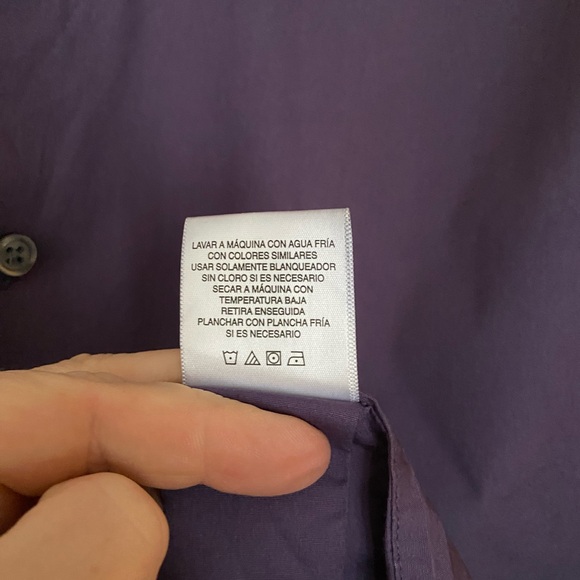 LAVAR A MÁQUINA CON AGUA FRÍA
CON COLORES SIMILARES
USAR SOLAMENTE BLANQUEADOR
SIN CLORO SI ES NECESARIO
SECAR A MÁQUINA CON
TEMPERATURA BAJA
RETIRA ENSEGUIDA
PLANCHAR CON PLANCHA FRÍA
SI ES NECESARIO